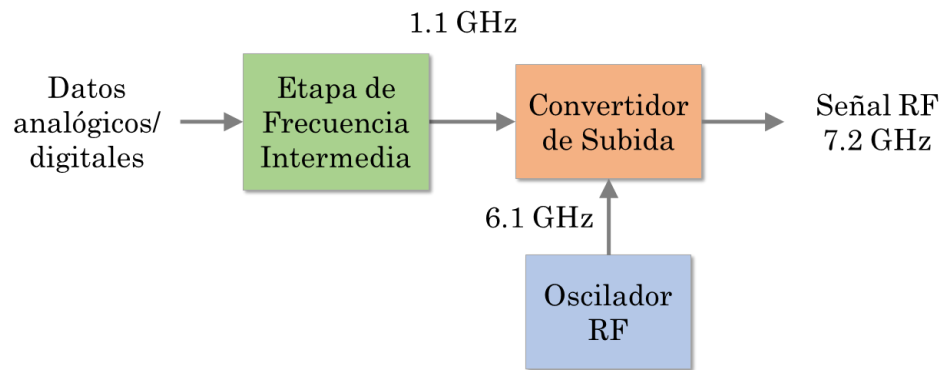 1.1 GHz
Datos
analógicos/
digitales
Etapa de
Frecuencia
Intermedia
Convertidor
de Subida
Señal RF
7.2 GHz
6.1 GHz
Oscilador
RF